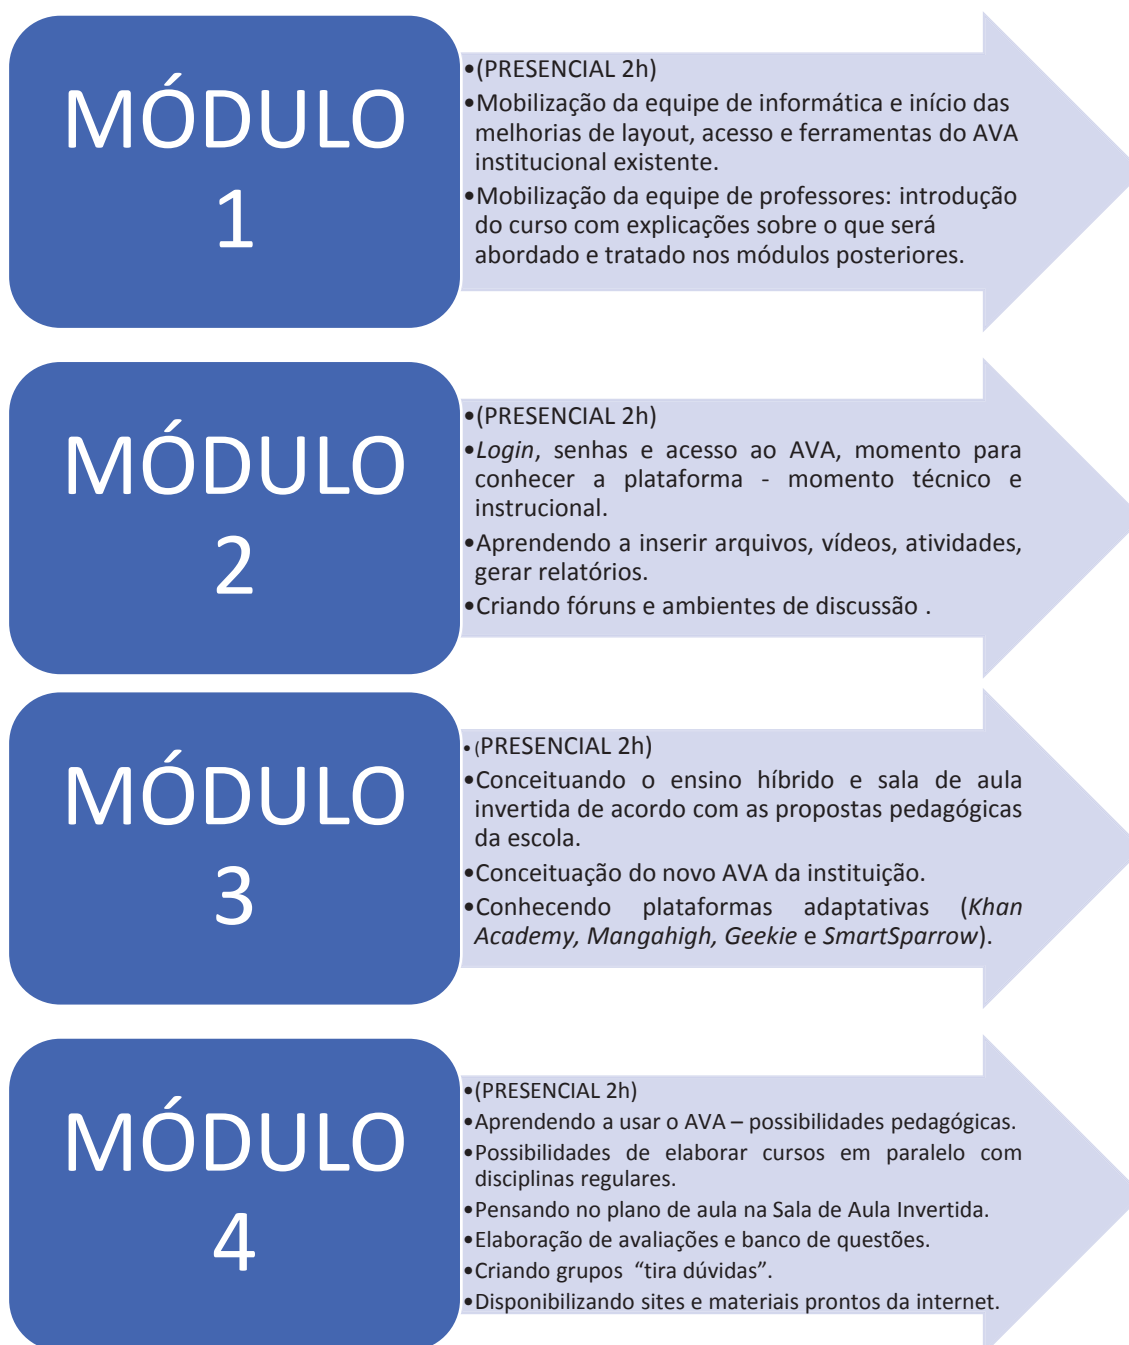 MÓDULO
1
•(PRESENCIAL 2h)
•Mobilização da equipe de informática e início das
melhorias de layout, acesso e ferramentas do AVA
institucional existente.
•Mobilização da equipe de professores: introdução
do curso com explicações sobre o que será
abordado e tratado nos módulos posteriores.
MÓDULO
2
•(PRESENCIAL 2h)
•Login, senhas e acesso ao AVA, momento para
conhecer a plataforma - momento técnico e
instrucional.
•Aprendendo a inserir arquivos, vídeos, atividades,
gerar relatórios.
•Criando fóruns e ambientes de discussão .
MÓDULO
3
•(PRESENCIAL 2h)
•Conceituando o ensino híbrido e sala de aula
invertida de acordo com as propostas pedagógicas
da escola.
•Conceituação do novo AVA da instituição.
•Conhecendo plataformas adaptativas (Khan
Academy, Mangahigh, Geekie e SmartSparrow).
MÓDULO
4
•(PRESENCIAL 2h)
•Aprendendo a usar o AVA – possibilidades pedagógicas.
•Possibilidades de elaborar cursos em paralelo com
disciplinas regulares.
•Pensando no plano de aula na Sala de Aula Invertida.
•Elaboração de avaliações e banco de questões.
•Criando grupos “tira dúvidas”.
•Disponibilizando sites e materiais prontos da internet.